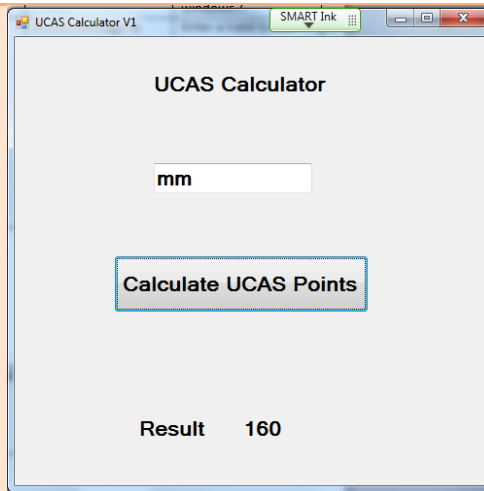 UCAS Calculator V1
SMART Ink
UCAS Calculator
mm
Calculate UCAS Points
Result 160